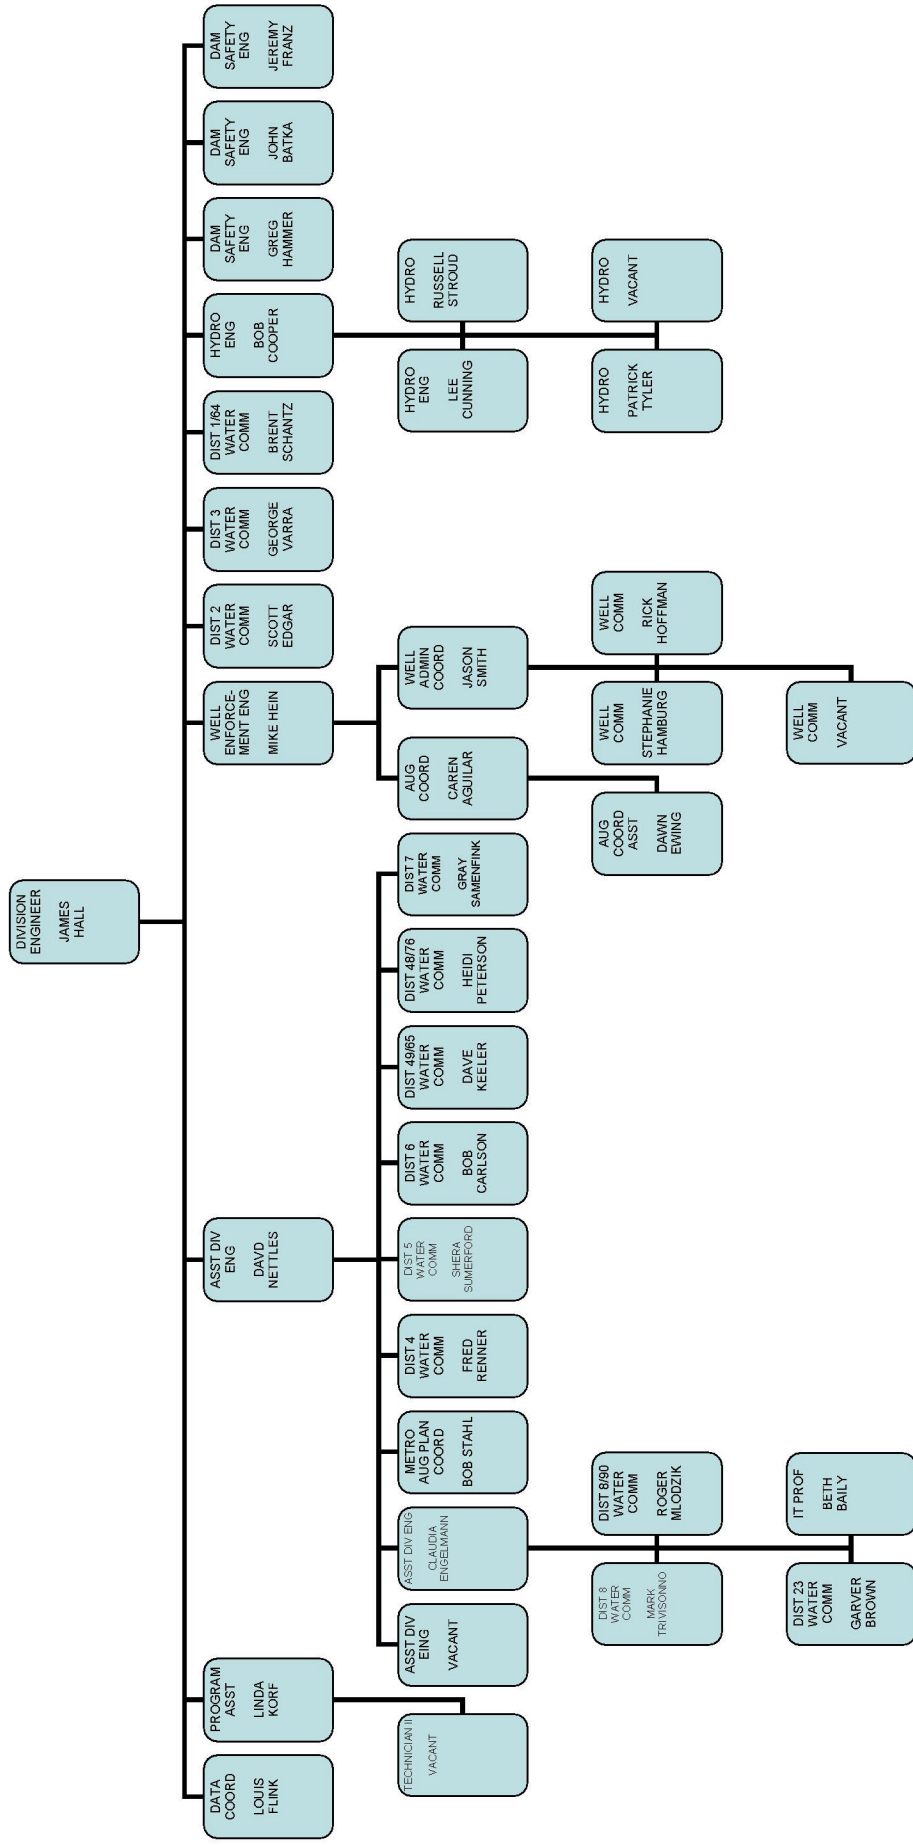 DIVISION
ENGINEER
JAMES
HALL
DATA
COORD
LOUIS
FLINK
PROGRAM
ASST
LINDA
KORF
ASST DIV
ENG
DAVD
NETTLES
WELL
ENFORCE-
MENT ENG
MIKE HEIN
DIST 2
WATER
COMM
SCOTT
EDGAR
DIST 3
WATER
COMM
GEORGE
VARRA
DIST 1/64
WATER
COMM
BRENT
SCHANTZ
HYDRO
ENG
BOB
COOPER
DAM
SAFETY
ENG
GREG
HAMMER
DAM
SAFETY
ENG
JOHN
BATKA
DAM
SAFETY
ENG
JEREMY
FRANZ
TECHNICIAN II
VACANT
ASST DIV
EING
VACANT
ASST DIV ENG
CLAUDIA
ENGELMANN
METRO
AUG PLAN
COORD
BOB STAHL
DIST 4
WATER
COMM
FRED
RENNER
DIST 5
WATER
COMM
SHERA
SUMERFORD
DIST 6
WATER
COMM
BOB
CARLSON
DIST 49/65
WATER
COMM
DAVE
KEELER
DIST 48/76
WATER
COMM
HEIDI
PETERSON
DIST 7
WATER
COMM
GRAY
SAMENFINK
AUG
COORD
CAREN
AGUILAR
WELL
ADMIN
COORD
JASON
SMITH
HYDRO
ENG
LEE
CUNNING
HYDRO
RUSSELL
STROUD
DIST 8
WATER
COMM
MARK
TRIVISONNO
DIST 8/90
WATER
COMM
ROGER
MLODZIK
AUG
COORD
ASST
DAWN
EWING
WELL
COMM
STEPHANIE
HAMBURG
WELL
COMM
RICK
HOFFMAN
HYDRO
PATRICK
TYLER
HYDRO
VACANT
DIST 23
WATER
COMM
GARVER
BROWN
IT PROF
BETH
BAILY
WELL
COMM
VACANT